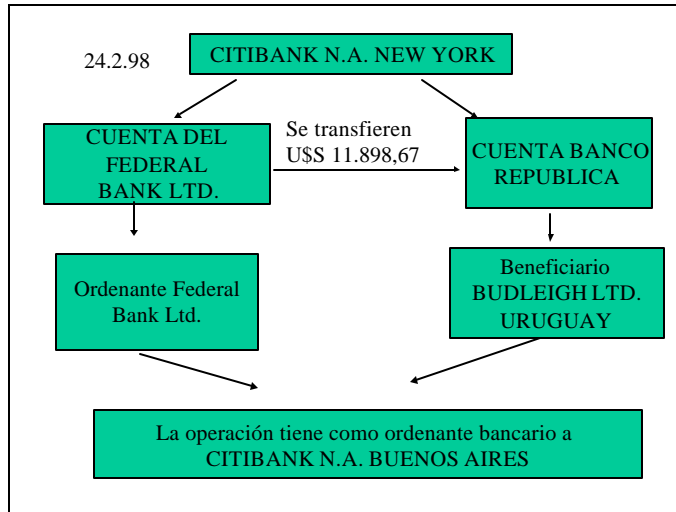 24.2.98
CITIBANK N.A. NEW YORK
CUENTA DEL
FEDERAL
BANK LTD.
Se transfieren
U$S 11.898,67
CUENTA BANCO
REPUBLICA
Ordenante Federal
Bank Ltd.
Beneficiario
BUDLEIGH LTD.
URUGUAY
La operación tiene como ordenante bancario a
CITIBANK N.A. BUENOS AIRES